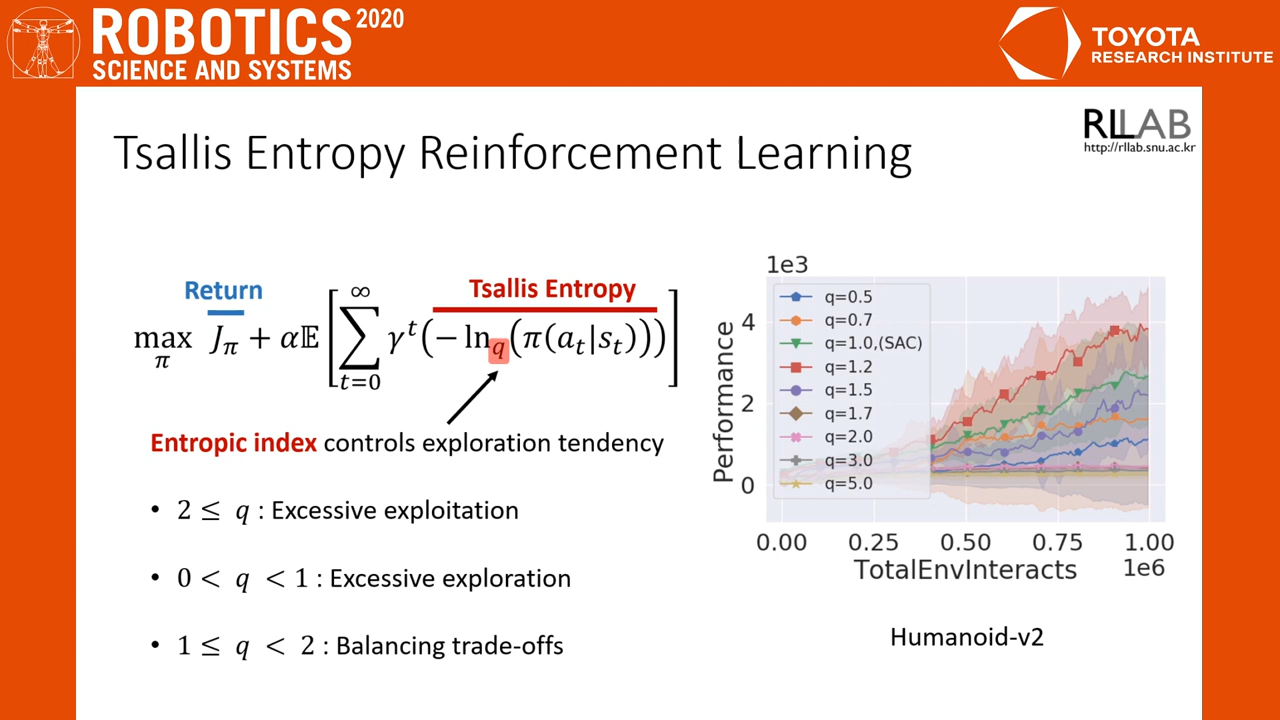 ROBOTICS 2020
SCIENCE AND SYSTEMS
TOYOTA
RESEARCH INSTITUTE
RLLAB
http://rllab.snu.ac.kr
Tsallis Entropy Reinforcement Learning
Return
Tsallis Entropy
max_π J_π + α𝔼 [ ∑_{t=0}^{∞} γ^t (− ln_q (π(a_t|s_t))) ]
Entropic index controls exploration tendency
• 2 ≤ q : Excessive exploitation
• 0 < q < 1 : Excessive exploration
• 1 ≤ q < 2 : Balancing trade-offs
1e3
Performance
4
2
0
q=0.5
q=0.7
q=1.0,(SAC)
q=1.2
q=1.5
q=1.7
q=2.0
q=3.0
q=5.0
0.00 0.25 0.50 0.75 1.00
TotalEnvInteracts 1e6
Humanoid-v2